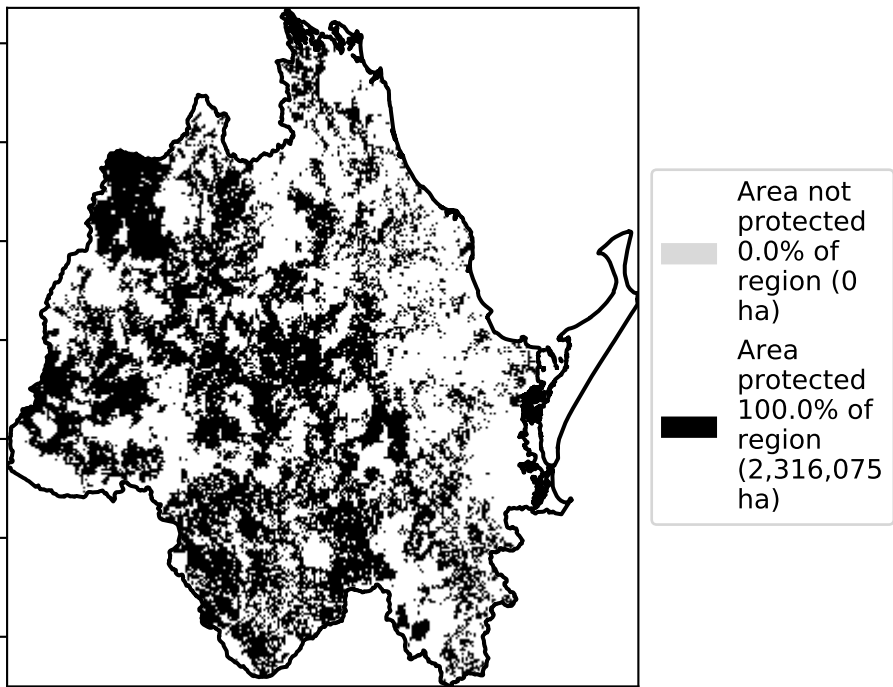 Area not
protected
0.0% of
region (0
ha)
Area
protected
100.0% of
region
(2,316,075
ha)